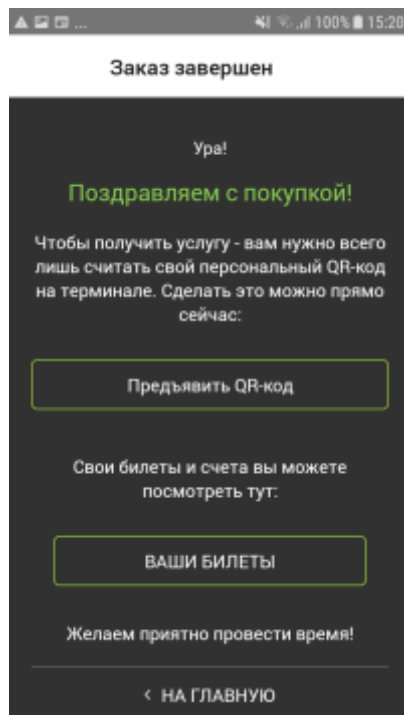 ... 100% 15:20
Заказ завершен
Ура!
Поздравляем с покупкой!
Чтобы получить услугу - вам нужно всего
лишь считать свой персональный QR-код
на терминале. Сделать это можно прямо
сейчас:
Предъявить QR-код
Свои билеты и счета вы можете
посмотреть тут:
ВАШИ БИЛЕТЫ
Желаем приятно провести время!
< НА ГЛАВНУЮ